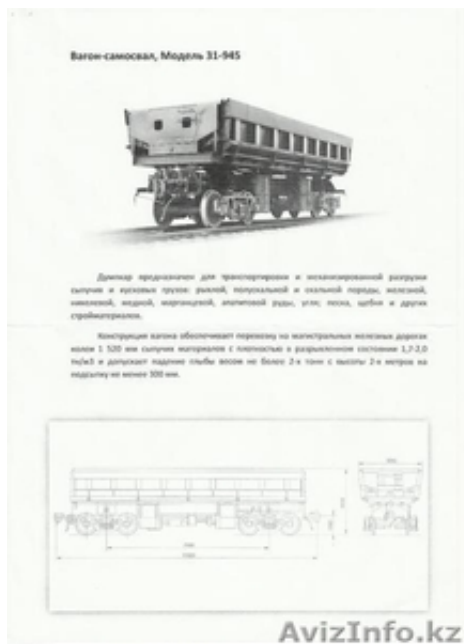 Вагон-самосвал, Модель 31-945
Думпкар предназначен для транспортировки и механизированной разгрузки
сыпучих и кусковых грузов: рыхлой, полускальной и скальной породы, железной,
никелевой, медной, марганцевой, апатитовой руды, угля; песка, щебня и других
стройматериалов.
Конструкция вагона обеспечивает перевозку на магистральных железных дорогах
колеи 1 520 мм сыпучих материалов с плотностью в разрыхленном состоянии 1,7-2,0
тн/м3 и допускают падение глыбы весом не более 2-х тонн с высоты 2-х метров на
подсыпку не менее 300 мм.
AvizInfo.kz